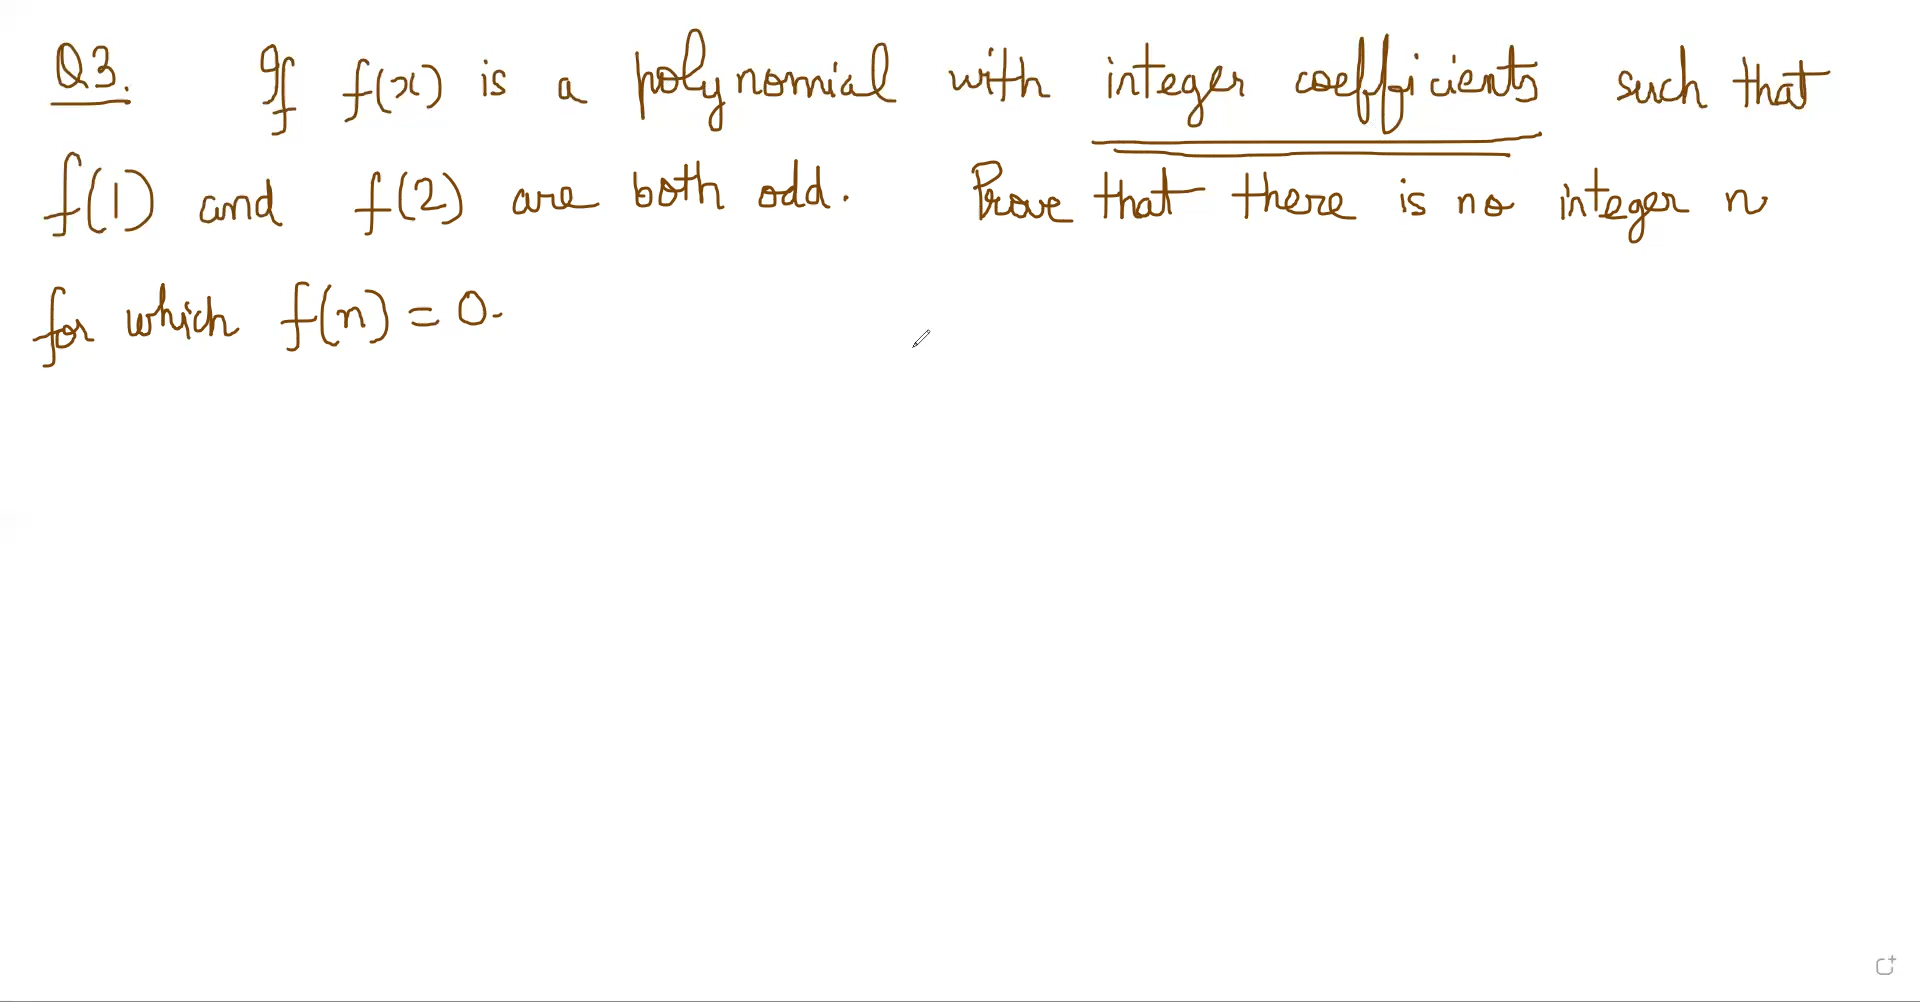 Q3. If f(x) is a polynomial with integer coefficients such that
f(1) and f(2) are both odd. Prove that there is no integer n
for which f(n) = 0.